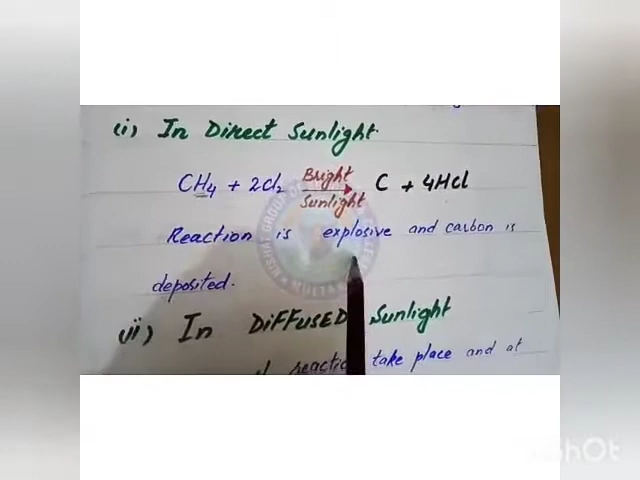 (i) In Direct Sunlight.
CH4 + 2Cl2 Bright Sunlight C + 4HCl
Reaction is explosive and carbon is
deposited.
(ii) In DiFFUSED Sunlight
reaction take place and at